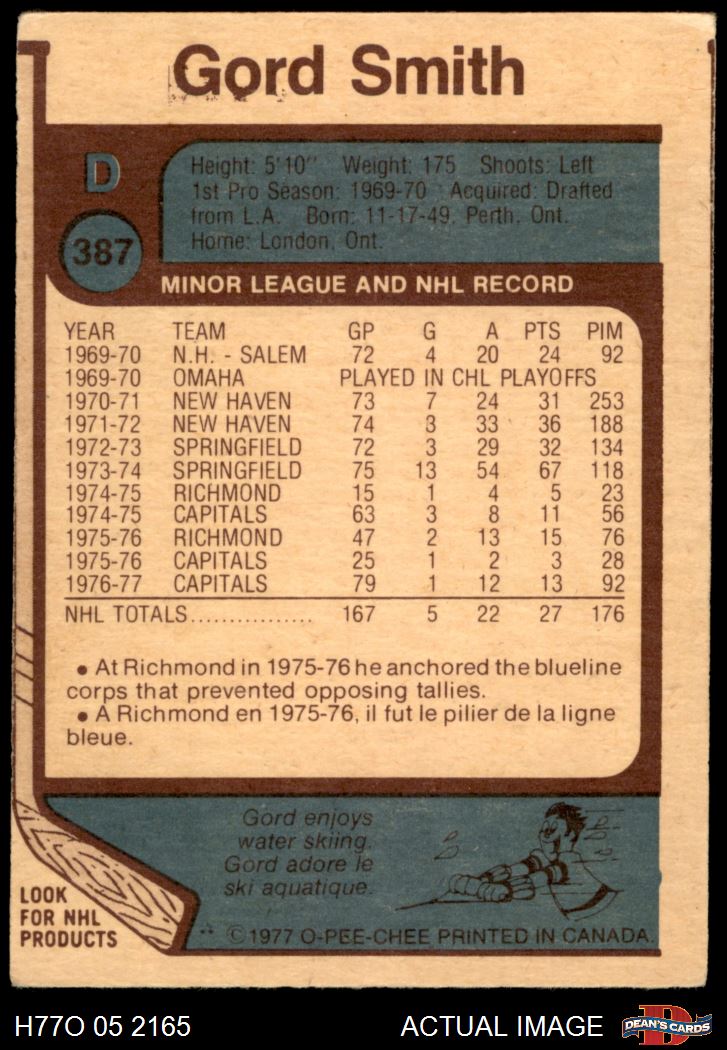 Gord Smith
D
387
Height: 5'10" Weight: 175 Shoots: Left
1st Pro Season: 1969-70 Acquired: Drafted
from L.A. Born: 11-17-49, Perth, Ont.
Home: London, Ont.
MINOR LEAGUE AND NHL RECORD
YEAR TEAM GP G A PTS PIM
1969-70 N.H. - SALEM 72 4 20 24 92
1969-70 OMAHA PLAYED IN CHL PLAYOFFS
1970-71 NEW HAVEN 73 7 24 31 253
1971-72 NEW HAVEN 74 3 33 36 188
1972-73 SPRINGFIELD 72 3 29 32 134
1973-74 SPRINGFIELD 75 13 54 67 118
1974-75 RICHMOND 15 1 4 5 23
1974-75 CAPITALS 63 3 8 11 56
1975-76 RICHMOND 47 2 13 15 76
1975-76 CAPITALS 25 1 2 3 28
1976-77 CAPITALS 79 1 12 13 92
NHL TOTALS................ 167 5 22 27 176
• At Richmond in 1975-76 he anchored the blueline
corps that prevented opposing tallies.
• A Richmond en 1975-76, il fut le pilier de la ligne
bleue.
Gord enjoys
water skiing.
Gord adore le
ski aquatique.
LOOK
FOR NHL
PRODUCTS
©1977 O-PEE-CHEE PRINTED IN CANADA.
H77O 05 2165 ACTUAL IMAGE
D
DEAN'S CARDS